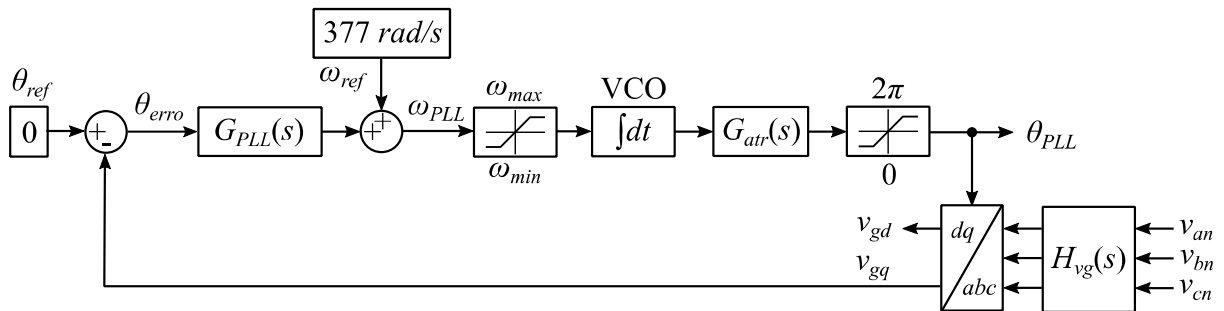 377 rad/s
θref
ωref
0
+
-
θerro
GPLL(s)
+
+
ωPLL
ωmax
ωmin
VCO
∫dt
Gatr(s)
2π
0
θPLL
vgd
vgq
dq
abc
Hvg(s)
van
vbn
vcn